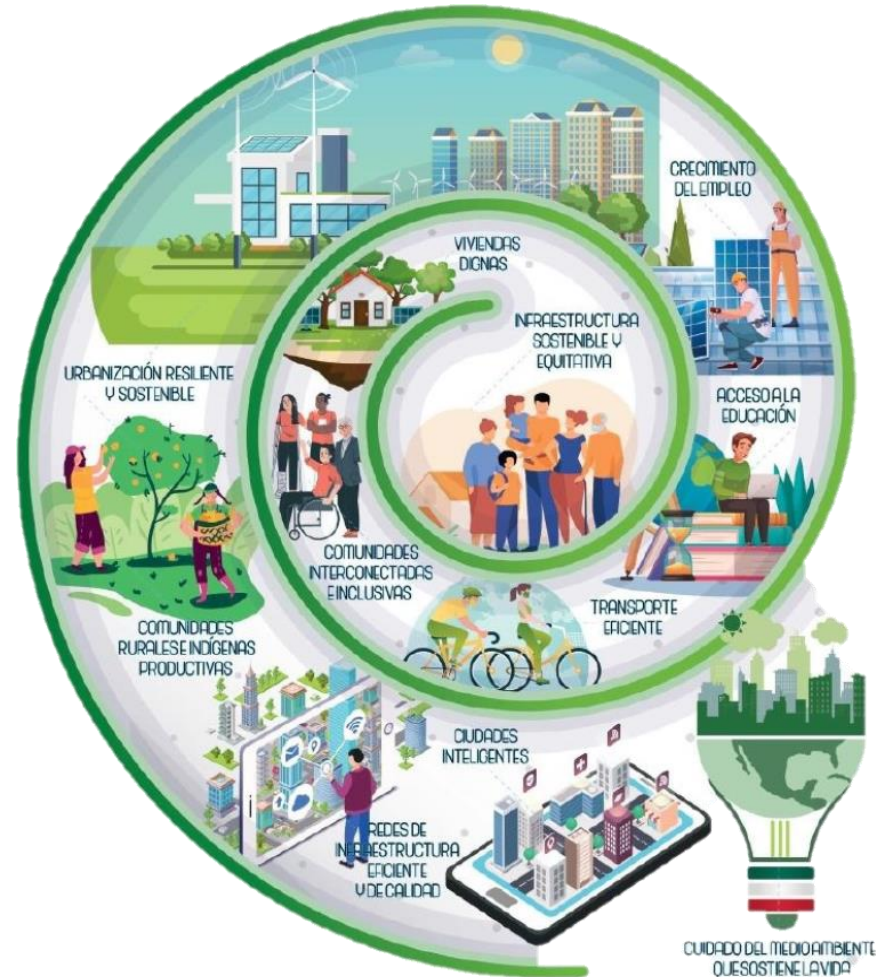 CRECIMIENTO
DEL EMPLEO
VIVIENDAS
DIGNAS
INFRAESTRUCTURA
SOSTENIBLE Y
EQUITATIVA
URBANIZACIÓN RESILIENTE
Y SOSTENIBLE
ACCESO A LA
EDUCACIÓN
COMUNIDADES
INTERCONECTADAS
E INCLUSIVAS
TRANSPORTE
EFICIENTE
COMUNIDADES
RURALES E INDÍGENAS
PRODUCTIVAS
CIUDADES
INTELIGENTES
REDES DE
INFRAESTRUCTURA
EFICIENTE
Y DE CALIDAD
CUIDADO DEL MEDIO AMBIENTE
QUE SOSTIENE LA VIDA